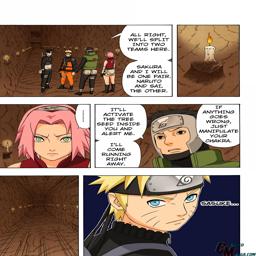 ALL RIGHT,
WE'LL SPLIT
INTO TWO
TEAMS HERE.
SAKURA
AND I WILL
BE ONE PAIR.
NARUTO
AND SAI,
THE OTHER.
IF
ANYTHING
GOES
WRONG,
JUST
MANIPULATE
YOUR
CHAKRA.
IT'LL
ACTIVATE
THE TREE
SEED INSIDE
YOU AND
ALERT ME.
I'LL
COME
RUNNING
RIGHT
AWAY.
SASUKE...